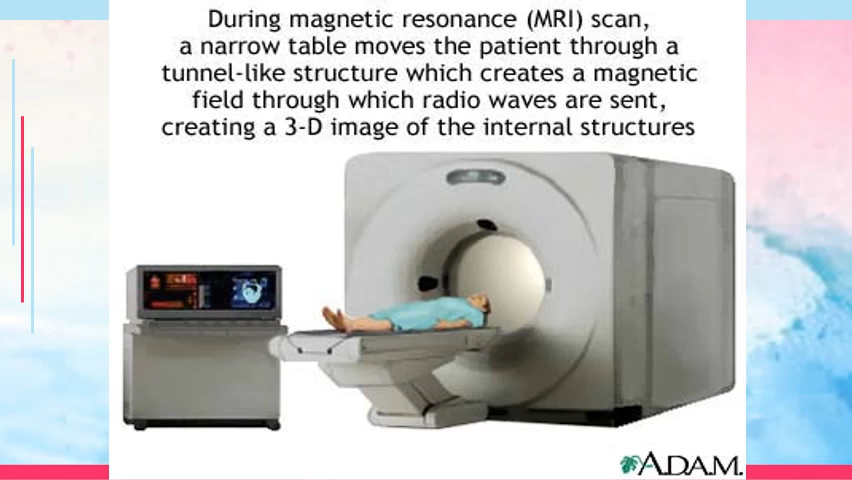 During magnetic resonance (MRI) scan,
a narrow table moves the patient through a
tunnel-like structure which creates a magnetic
field through which radio waves are sent,
creating a 3-D image of the internal structures
A.D.A.M.